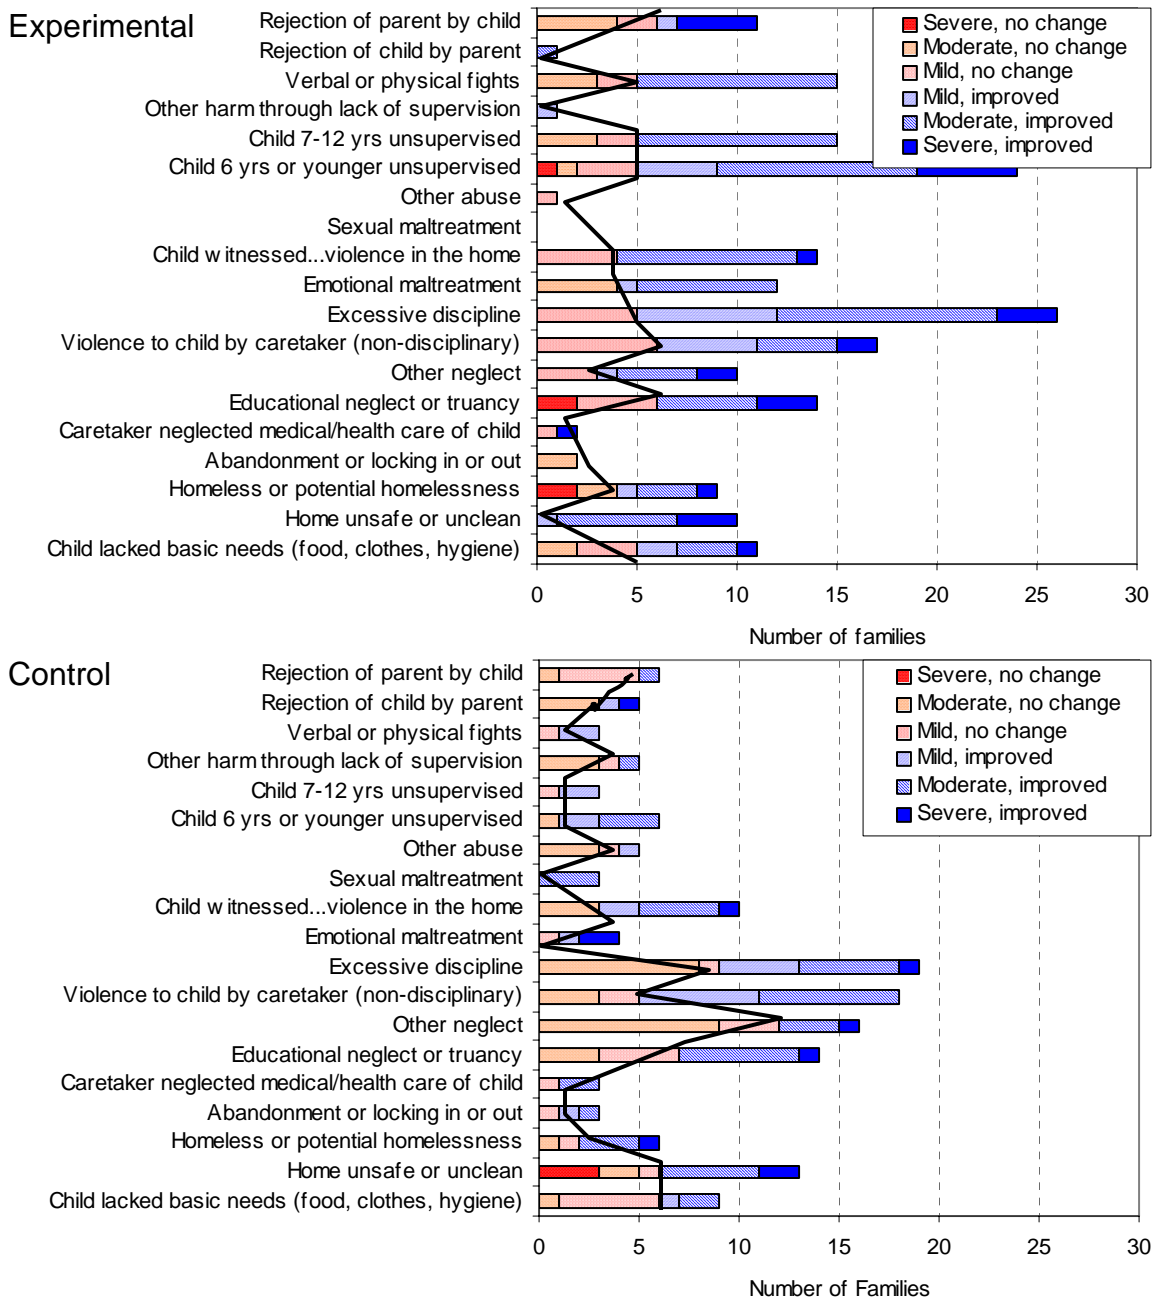 Experimental
Rejection of parent by child
Rejection of child by parent
Verbal or physical fights
Other harm through lack of supervision
Child 7-12 yrs unsupervised
Child 6 yrs or younger unsupervised
Other abuse
Sexual maltreatment
Child witnessed...violence in the home
Emotional maltreatment
Excessive discipline
Violence to child by caretaker (non-disciplinary)
Other neglect
Educational neglect or truancy
Caretaker neglected medical/health care of child
Abandonment or locking in or out
Homeless or potential homelessness
Home unsafe or unclean
Child lacked basic needs (food, clothes, hygiene)
Severe, no change
Moderate, no change
Mild, no change
Mild, improved
Moderate, improved
Severe, improved
0 5 10 15 20 25 30
Number of families
Control
Rejection of parent by child
Rejection of child by parent
Verbal or physical fights
Other harm through lack of supervision
Child 7-12 yrs unsupervised
Child 6 yrs or younger unsupervised
Other abuse
Sexual maltreatment
Child witnessed...violence in the home
Emotional maltreatment
Excessive discipline
Violence to child by caretaker (non-disciplinary)
Other neglect
Educational neglect or truancy
Caretaker neglected medical/health care of child
Abandonment or locking in or out
Homeless or potential homelessness
Home unsafe or unclean
Child lacked basic needs (food, clothes, hygiene)
Severe, no change
Moderate, no change
Mild, no change
Mild, improved
Moderate, improved
Severe, improved
0 5 10 15 20 25 30
Number of Families